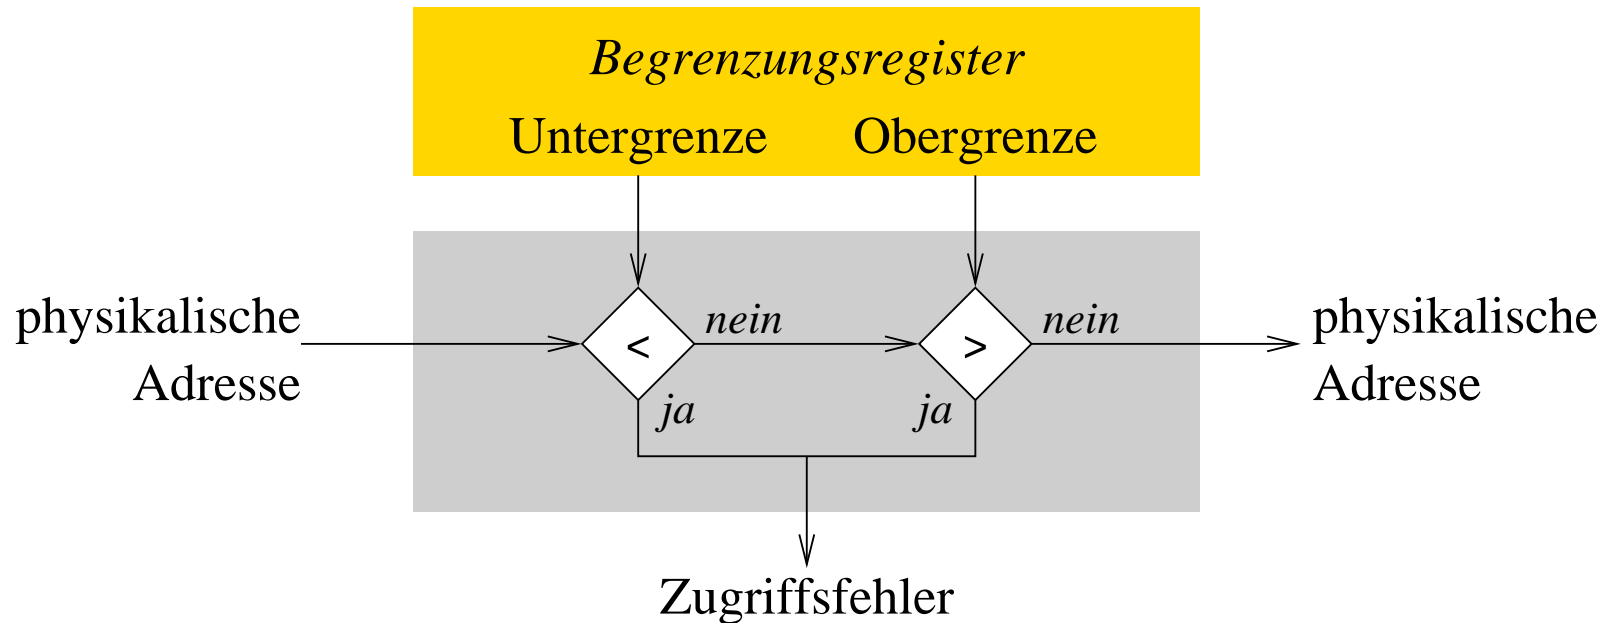 Begrenzungsregister
Untergrenze Obergrenze
physikalische
Adresse
<
nein
ja
>
nein
ja
physikalische
Adresse
Zugriffsfehler